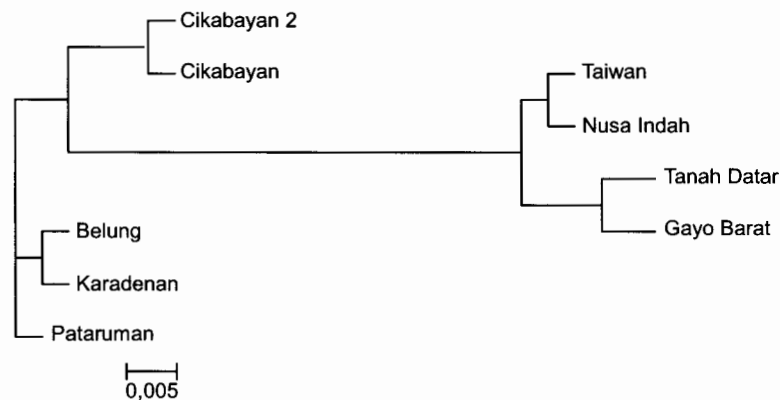 Cikabayan 2
Cikabayan
Taiwan
Nusa Indah
Tanah Datar
Gayo Barat
Belung
Karadenan
Pataruman
0,005